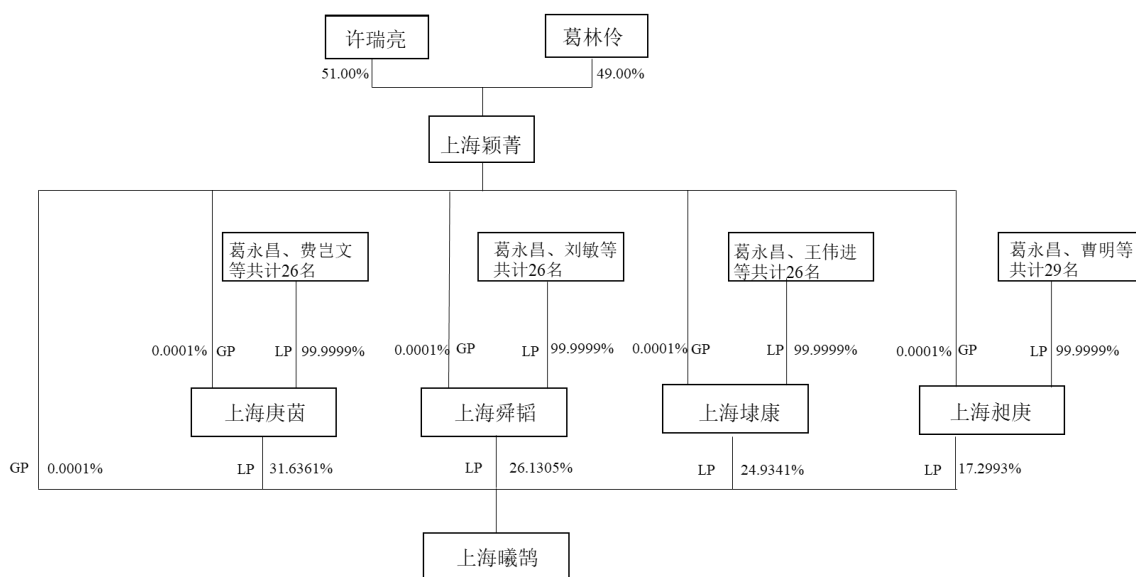 许瑞亮
葛林伶
51.00%
49.00%
上海颖菁
葛永昌、费岂文
等共计26名
葛永昌、刘敏等
共计26名
葛永昌、王伟进
等共计26名
葛永昌、曹明等
共计29名
0.0001% GP
LP 99.9999%
0.0001% GP
LP 99.9999%
0.0001% GP
LP 99.9999%
0.0001% GP
LP 99.9999%
上海庚茵
上海舜韬
上海埭康
上海昶庚
GP 0.0001%
LP 31.6361%
LP 26.1305%
LP 24.9341%
LP 17.2993%
上海曦鹄